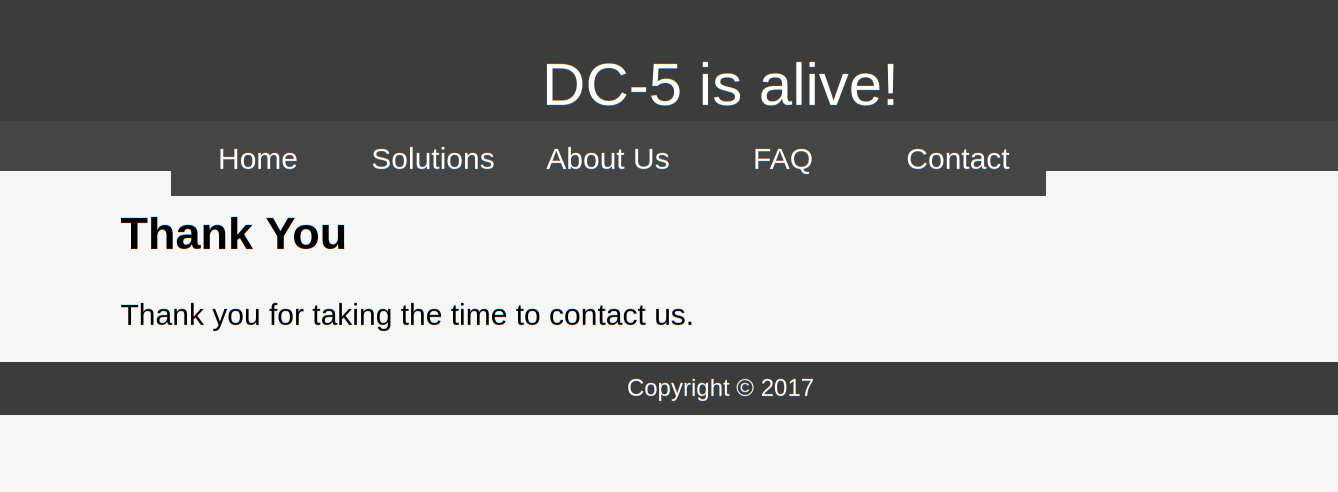 DC-5 is alive!
Home Solutions About Us FAQ Contact
Thank You
Thank you for taking the time to contact us.
Copyright © 2017